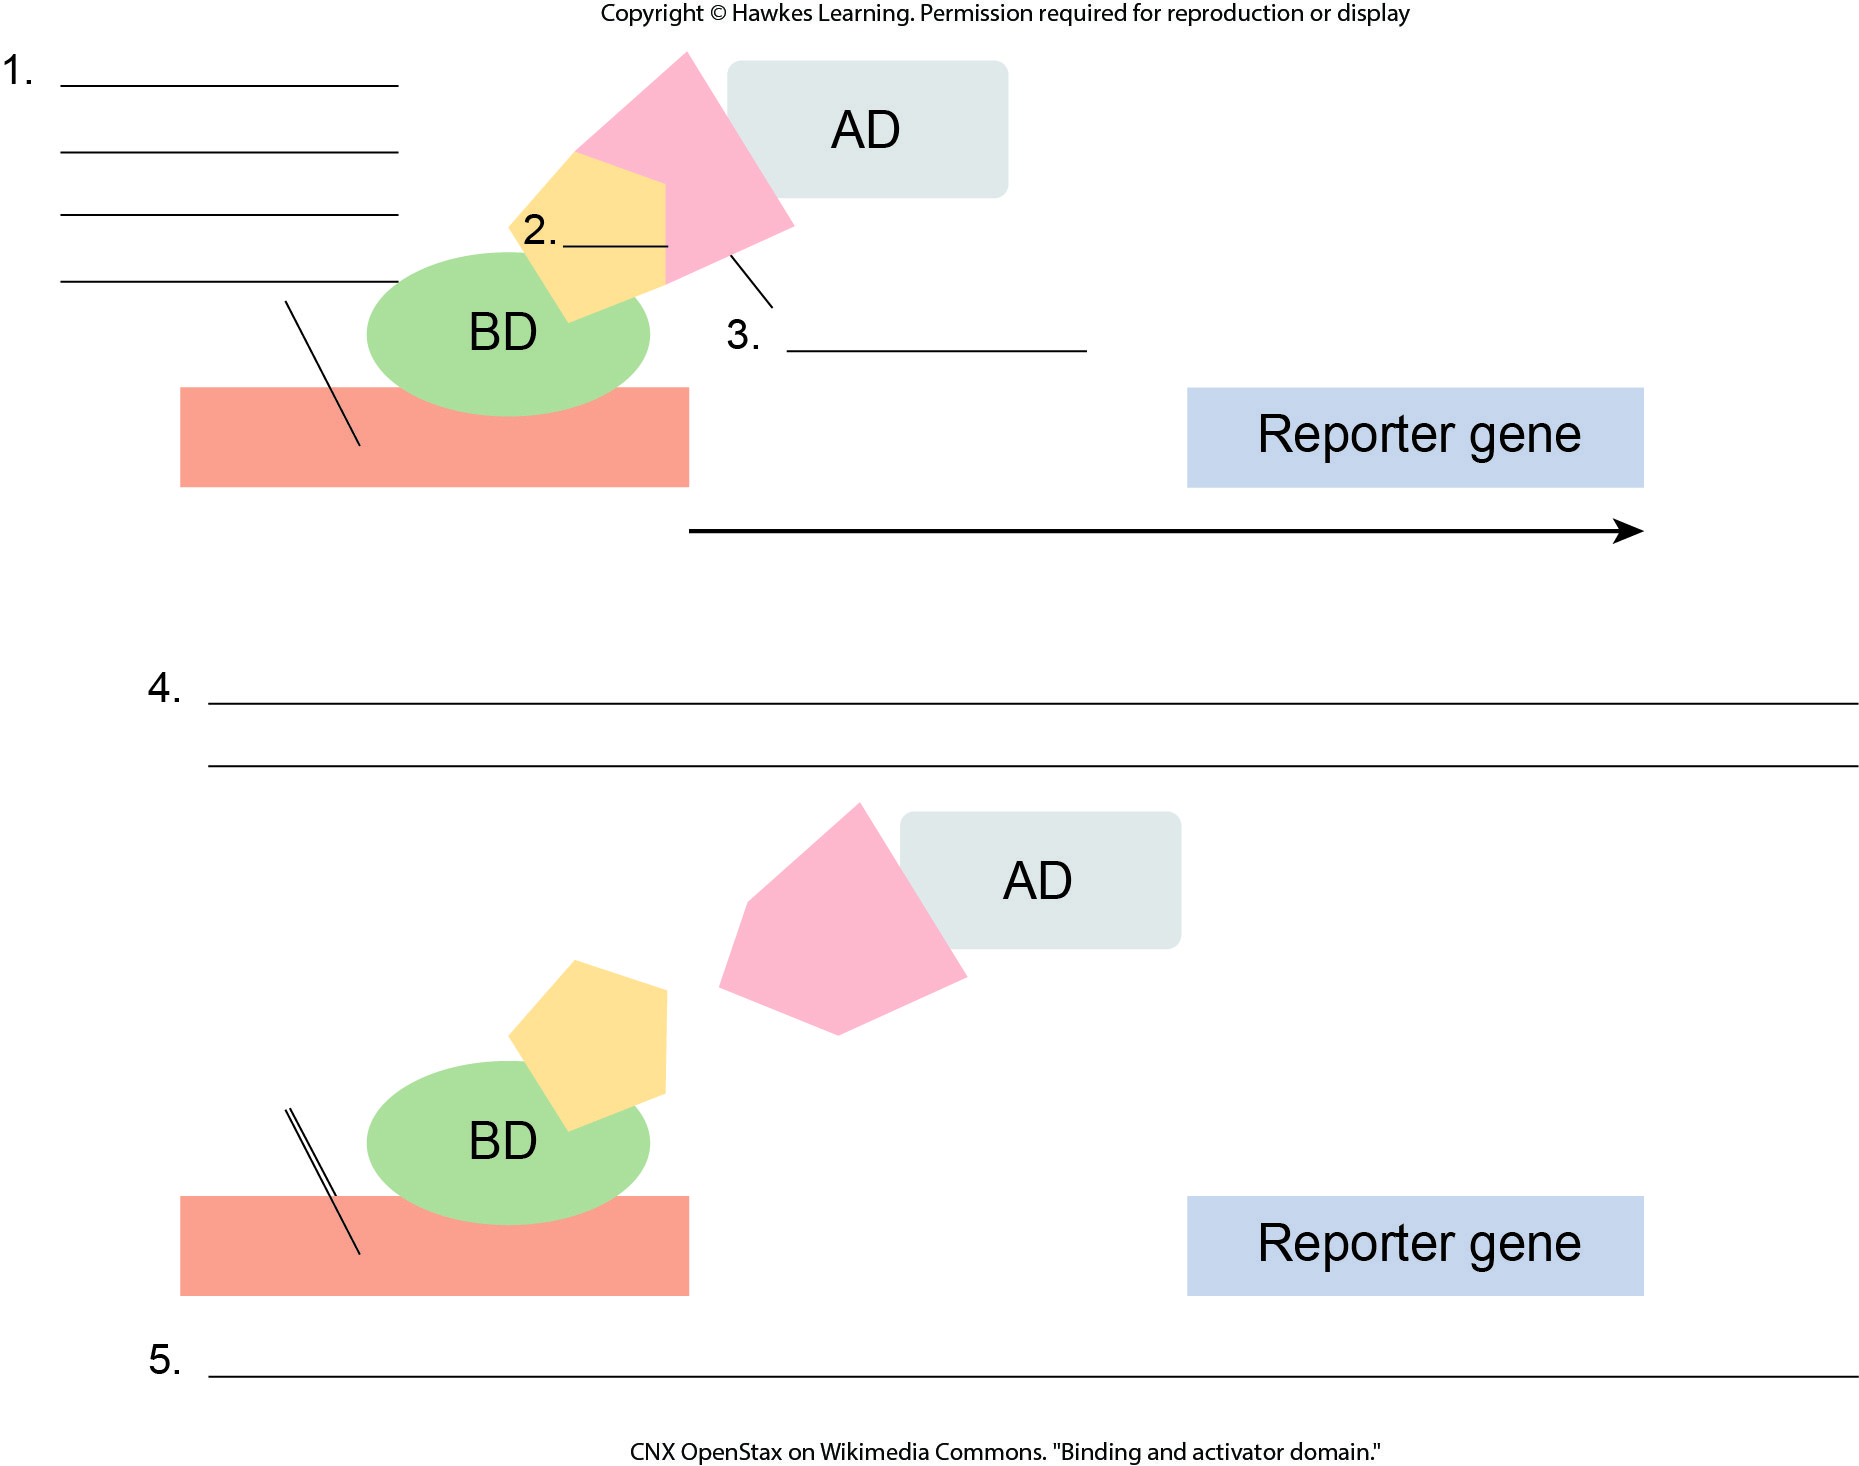 Copyright © Hawkes Learning. Permission required for reproduction or display
1.
AD
2.
BD
3.
Reporter gene
4.
AD
BD
Reporter gene
5.
CNX OpenStax on Wikimedia Commons. "Binding and activator domain."